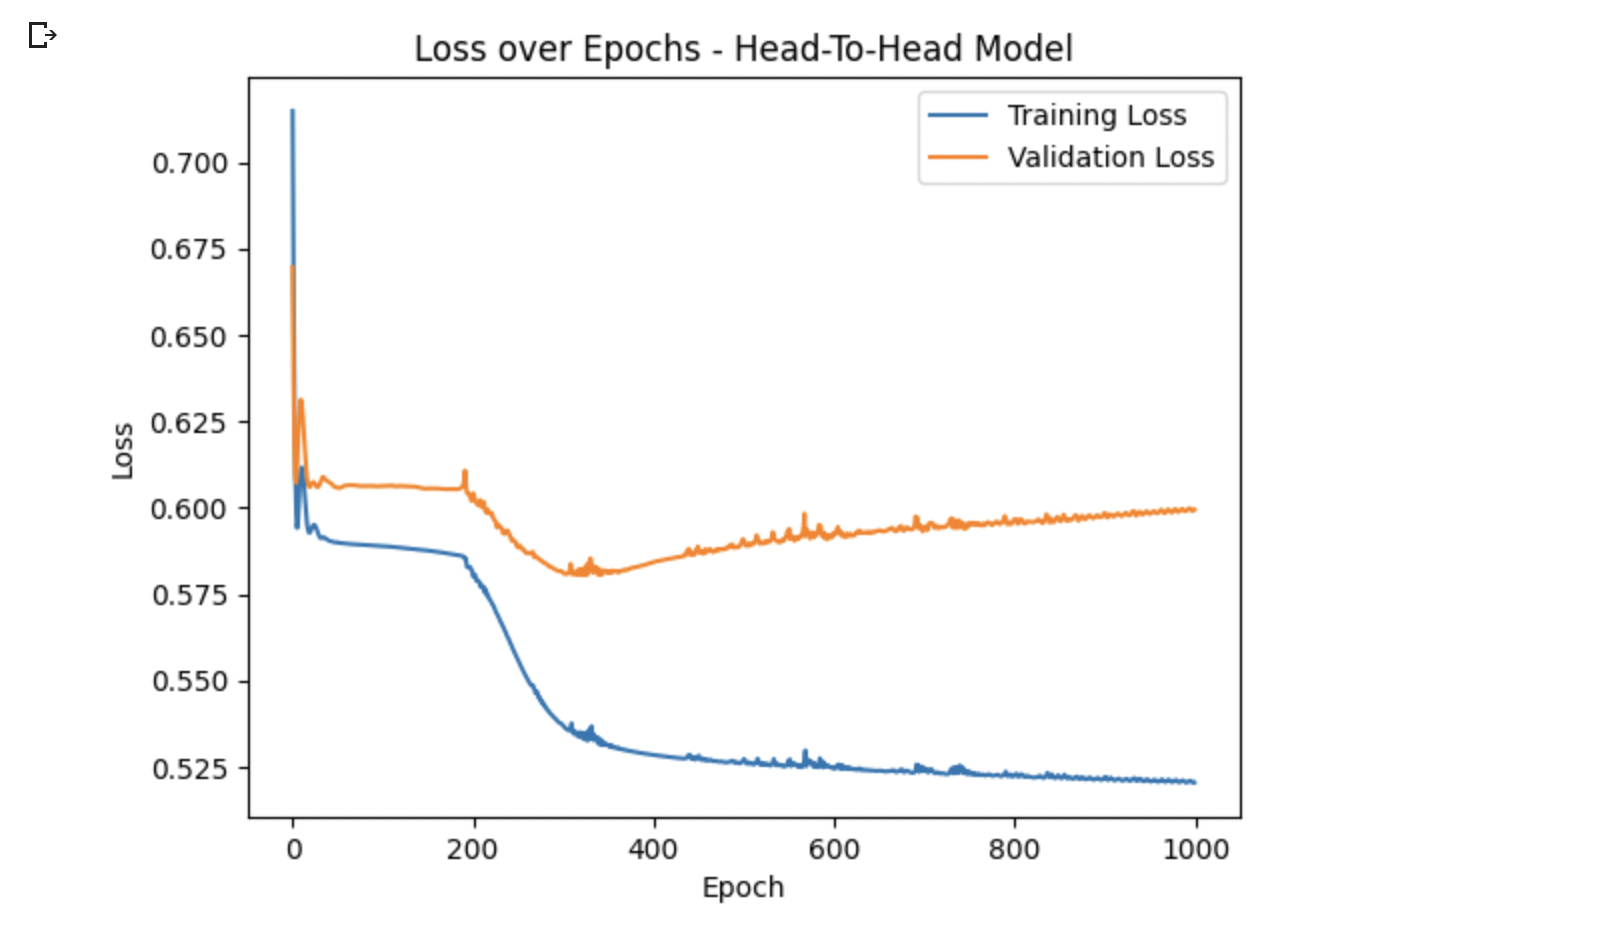 Loss over Epochs - Head-To-Head Model
Training Loss
Validation Loss
0.700
0.675
0.650
0.625
0.600
0.575
0.550
0.525
Loss
0 200 400 600 800 1000
Epoch